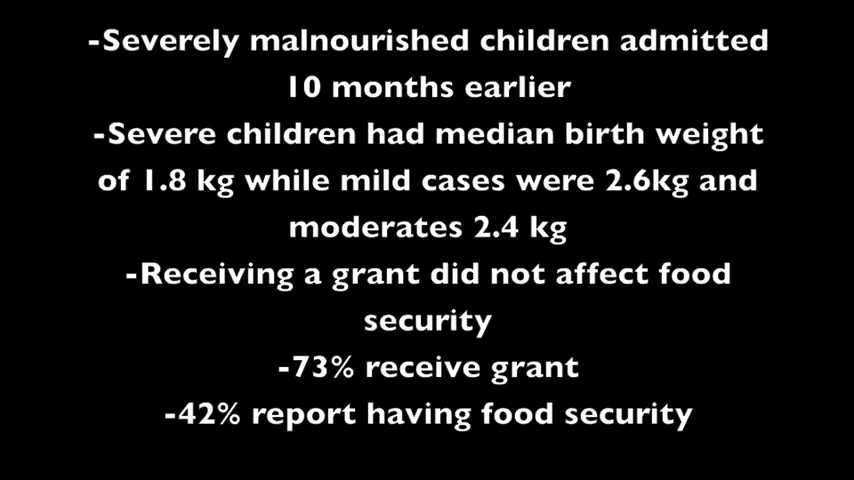 -Severely malnourished children admitted
10 months earlier
-Severe children had median birth weight
of 1.8 kg while mild cases were 2.6kg and
moderates 2.4 kg
-Receiving a grant did not affect food
security
-73% receive grant
-42% report having food security